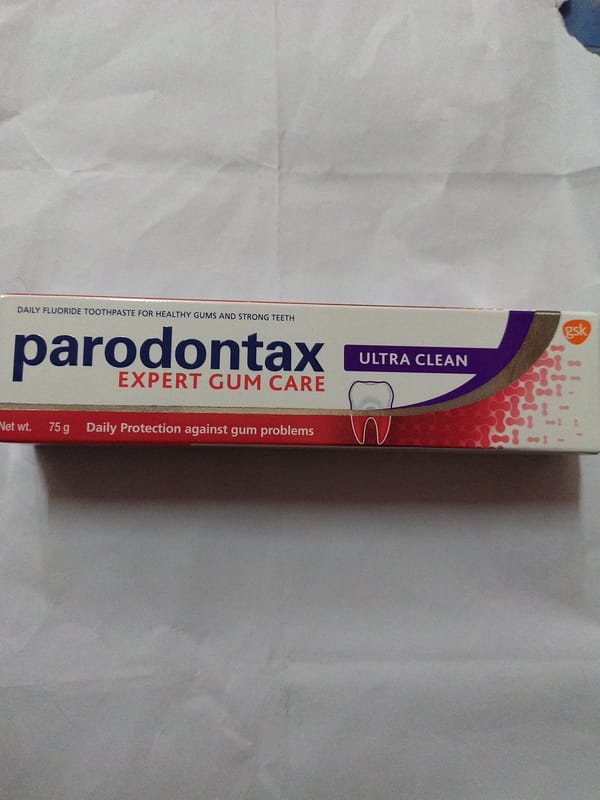 DAILY FLUORIDE TOOTHPASTE FOR HEALTHY GUMS AND STRONG TEETH
gsk
parodontax
ULTRA CLEAN
EXPERT GUM CARE
Net wt. 75 g Daily Protection against gum problems